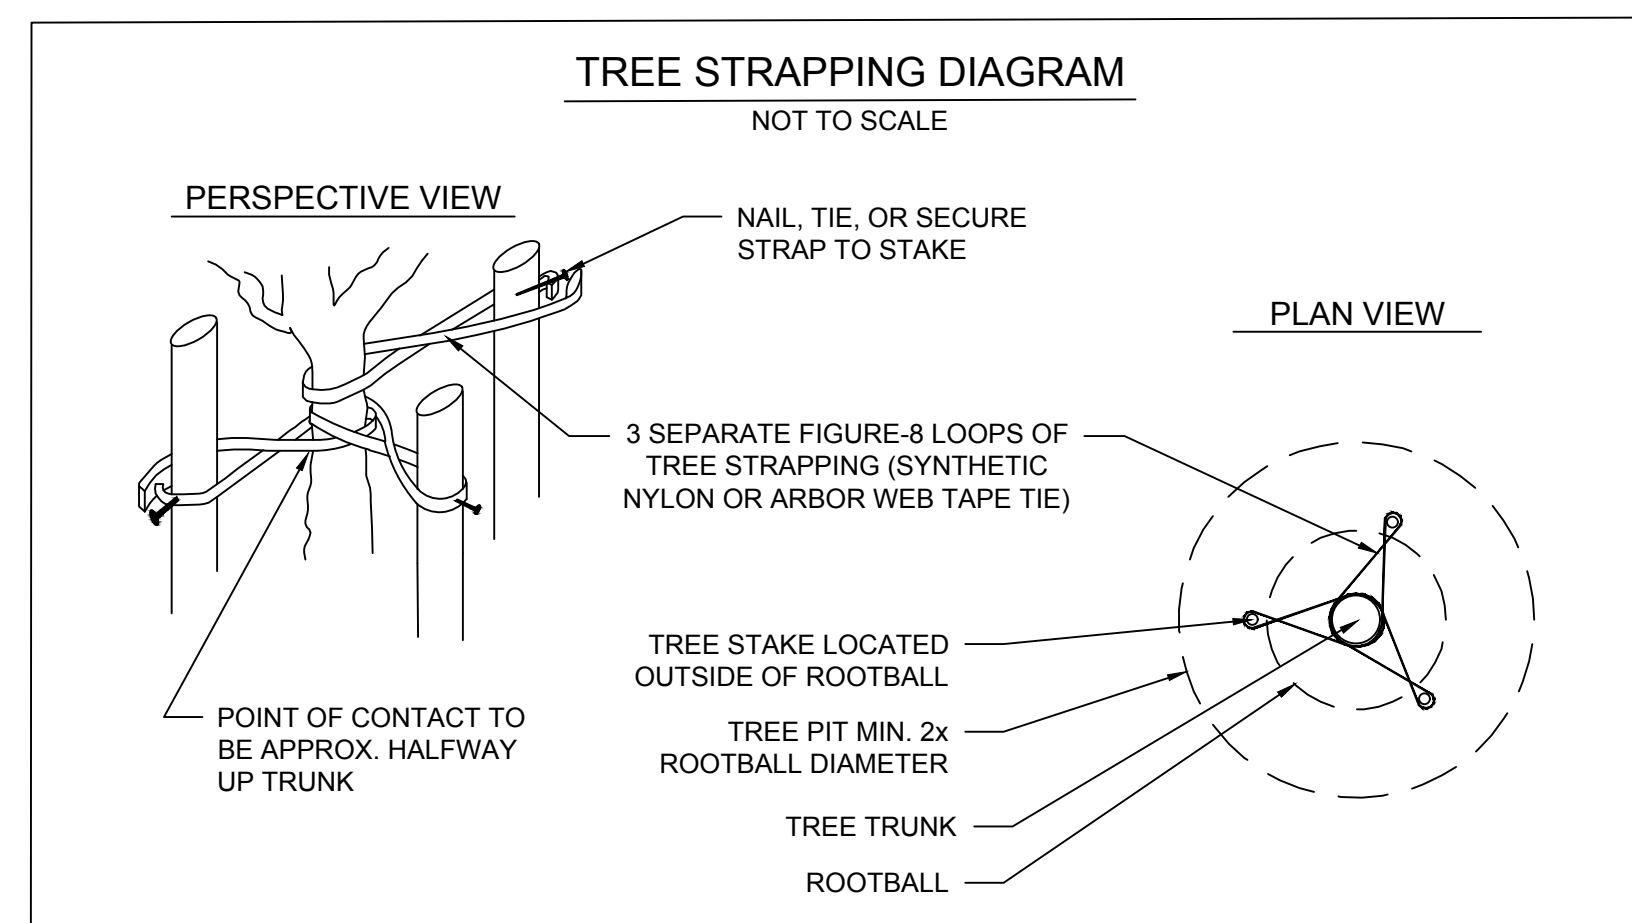 TREE STRAPPING DIAGRAM
NOT TO SCALE
PERSPECTIVE VIEW
NAIL, TIE, OR SECURE
STRAP TO STAKE
PLAN VIEW
3 SEPARATE FIGURE-8 LOOPS OF
TREE STRAPPING (SYNTHETIC
NYLON OR ARBOR WEB TAPE TIE)
TREE STAKE LOCATED
OUTSIDE OF ROOTBALL
POINT OF CONTACT TO
BE APPROX. HALFWAY
UP TRUNK
TREE PIT MIN. 2x
ROOTBALL DIAMETER
TREE TRUNK
ROOTBALL